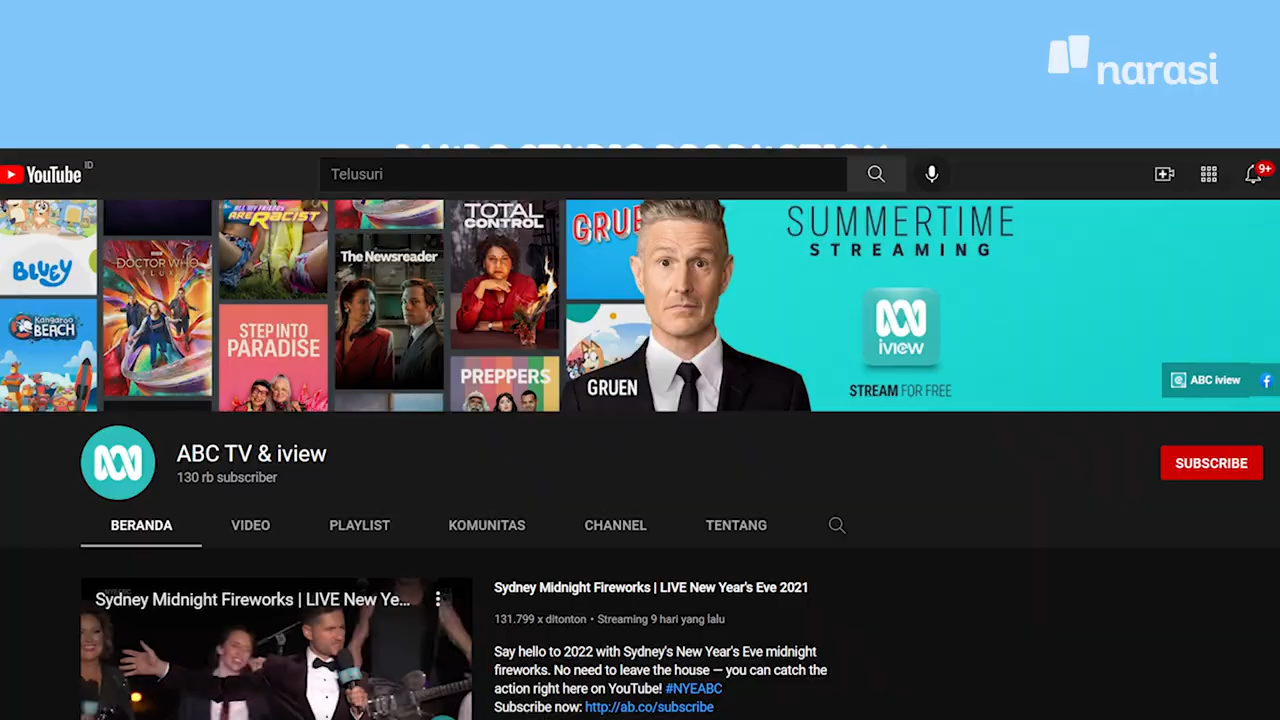 narasi
YouTube ID
Telusuri
9+
BLUEY
Kangaroo
BEACH
BBC
DOCTOR WHO
FLUX
ALL MY FRIENDS
ARE RACIST
STEP INTO
PARADISE
The Newsreader
TOTAL
CONTROL
PREPPERS
GRUEN
SUMMERTIME
STREAMING
iview
STREAM FOR FREE
ABC iview
ABC TV & iview
130 rb subscriber
SUBSCRIBE
BERANDA
VIDEO
PLAYLIST
KOMUNITAS
CHANNEL
TENTANG
Sydney Midnight Fireworks | LIVE New Ye...
Sydney Midnight Fireworks | LIVE New Year's Eve 2021
131.799 x ditonton • Streaming 9 hari yang lalu
Say hello to 2022 with Sydney's New Year's Eve midnight
fireworks. No need to leave the house — you can catch the
action right here on YouTube! #NYEABC
Subscribe now: http://ab.co/subscribe